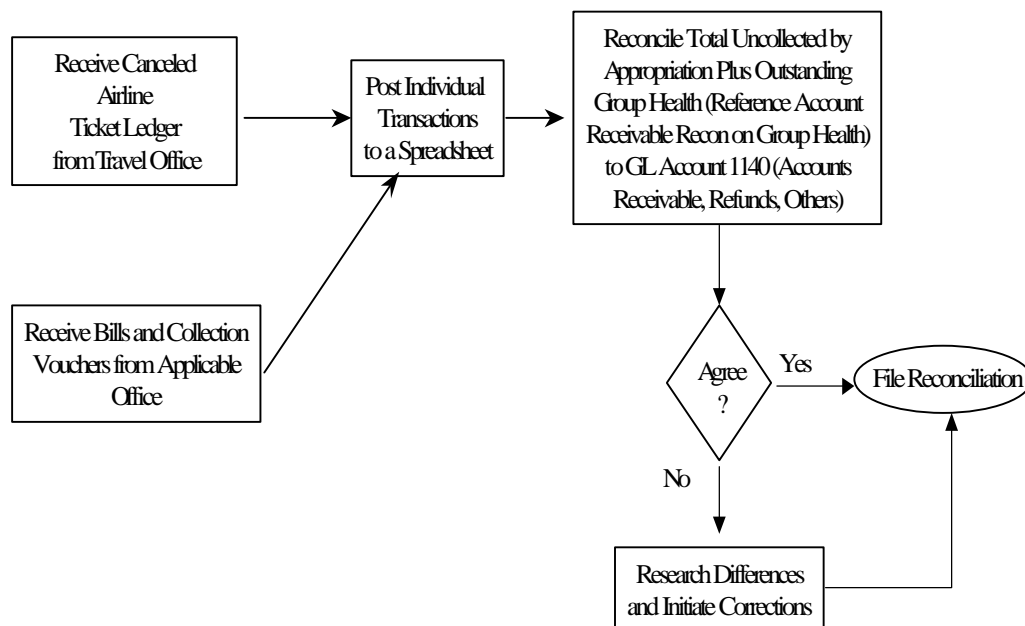 Receive Canceled
Airline
Ticket Ledger
from Travel Office
Post Individual
Transactions
to a Spreadsheet
Reconcile Total Uncollected by
Appropriation Plus Outstanding
Group Health (Reference Account
Receivable Recon on Group Health)
to GL Account 1140 (Accounts
Receivable, Refunds, Others)
Receive Bills and Collection
Vouchers from Applicable
Office
Agree
?
Yes
File Reconciliation
No
Research Differences
and Initiate Corrections